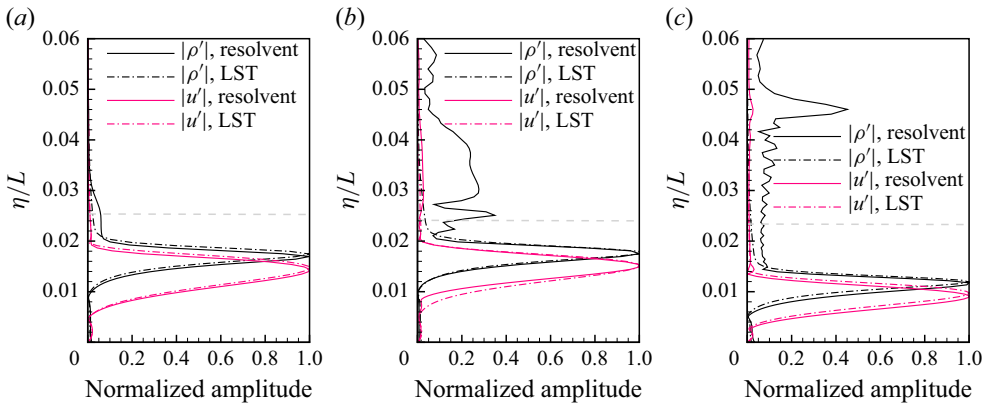 (a)
0.06
0.05
0.04
0.03
0.02
0.01
η/L
|ρ′|, resolvent
|ρ′|, LST
|u′|, resolvent
|u′|, LST
0 0.2 0.4 0.6 0.8 1.0
Normalized amplitude
(b)
0.06
0.05
0.04
0.03
0.02
0.01
η/L
|ρ′|, resolvent
|ρ′|, LST
|u′|, resolvent
|u′|, LST
0 0.2 0.4 0.6 0.8 1.0
Normalized amplitude
(c)
0.06
0.05
0.04
0.03
0.02
0.01
η/L
|ρ′|, resolvent
|ρ′|, LST
|u′|, resolvent
|u′|, LST
0 0.2 0.4 0.6 0.8 1.0
Normalized amplitude